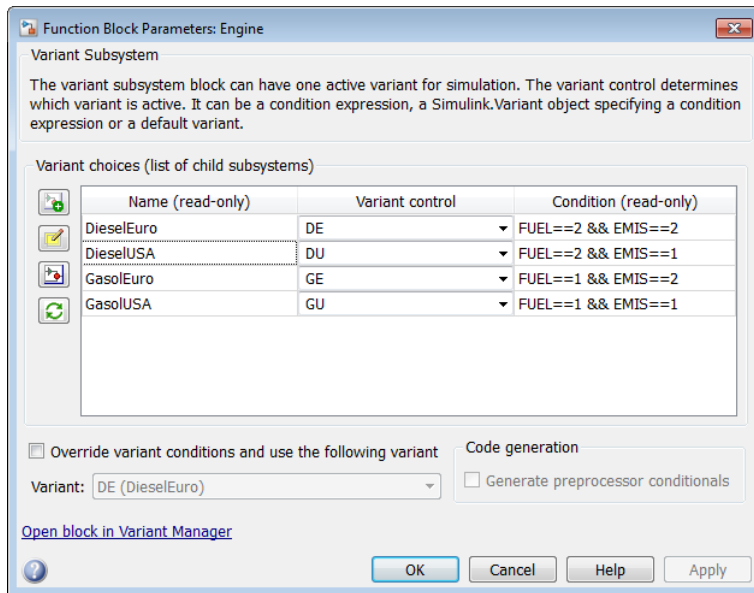 Function Block Parameters: Engine
Variant Subsystem
The variant subsystem block can have one active variant for simulation. The variant control determines
which variant is active. It can be a condition expression, a Simulink.Variant object specifying a condition
expression or a default variant.
Variant choices (list of child subsystems)
Name (read-only) Variant control Condition (read-only)
DieselEuro DE FUEL==2 && EMIS==2
DieselUSA DU FUEL==2 && EMIS==1
GasolEuro GE FUEL==1 && EMIS==2
GasolUSA GU FUEL==1 && EMIS==1
Override variant conditions and use the following variant
Code generation
Variant: DE (DieselEuro)
Generate preprocessor conditionals
Open block in Variant Manager
OK Cancel Help Apply